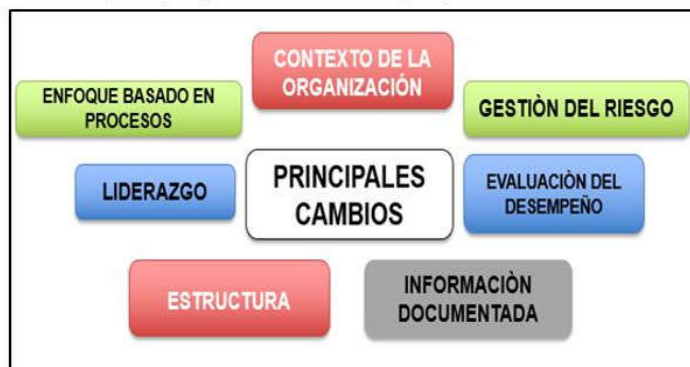 CONTEXTO DE LA
ORGANIZACIÓN
ENFOQUE BASADO EN
PROCESOS
GESTIÒN DEL RIESGO
LIDERAZGO
PRINCIPALES
CAMBIOS
EVALUACIÒN DEL
DESEMPEÑO
ESTRUCTURA
INFORMACIÒN
DOCUMENTADA